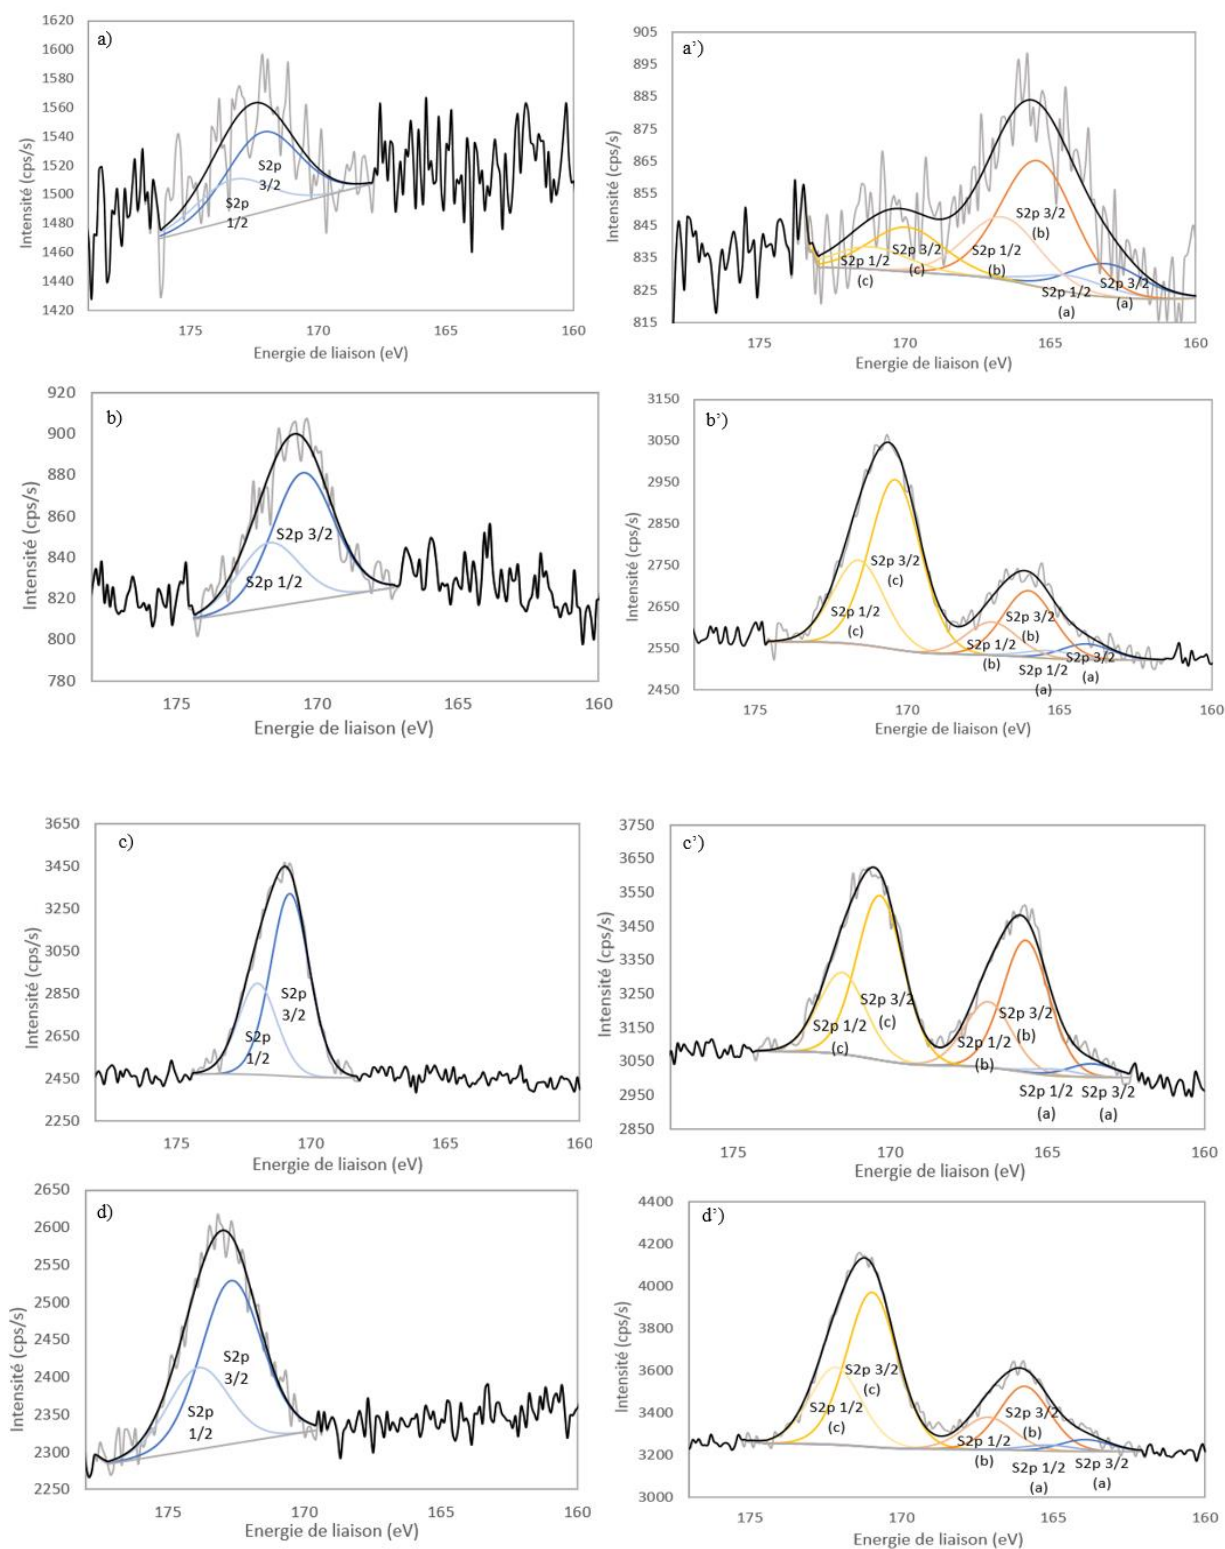 a)
1620
1600
1580
1560
1540
1520
1500
1480
1460
1440
1420
Intensité (cps/s)
S2p
3/2
S2p
1/2
175
170
165
160
Energie de liaison (eV)
a’)
905
895
885
875
865
855
845
835
825
815
Intensité (cps/s)
S2p 1/2
(c)
S2p 3/2
(c)
S2p 1/2
(b)
S2p 3/2
(b)
S2p 1/2
(a)
S2p 3/2
(a)
175
170
165
160
Energie de liaison (eV)
b)
920
900
880
860
840
820
800
780
Intensité (cps/s)
S2p 3/2
S2p 1/2
175
170
165
160
Energie de liaison (eV)
b’)
3150
3050
2950
2850
2750
2650
2550
2450
Intensité (cps/s)
S2p 3/2
(c)
S2p 1/2
(c)
S2p 3/2
(b)
S2p 1/2
(b)
S2p 3/2
(a)
S2p 1/2
(a)
175
170
165
160
Energie de liaison (eV)
c)
3650
3450
3250
3050
2850
2650
2450
2250
Intensité (cps/s)
S2p
3/2
S2p
1/2
175
170
165
160
Energie de liaison (eV)
c’)
3750
3650
3550
3450
3350
3250
3150
3050
2950
2850
Intensité (cps/s)
S2p 3/2
(c)
S2p 1/2
(c)
S2p 3/2
(b)
S2p 1/2
(b)
S2p 1/2
(a)
S2p 3/2
(a)
175
170
165
160
Energie de liaison (eV)
d)
2650
2600
2550
2500
2450
2400
2350
2300
2250
Intensité (cps/s)
S2p
3/2
S2p
1/2
175
170
165
160
Energie de liaison (eV)
d’)
4400
4200
4000
3800
3600
3400
3200
3000
Intensité (cps/s)
S2p 3/2
(c)
S2p 1/2
(c)
S2p 3/2
(b)
S2p 1/2
(b)
S2p 3/2
(a)
S2p 1/2
(a)
175
170
165
160
Energie de liaison (eV)